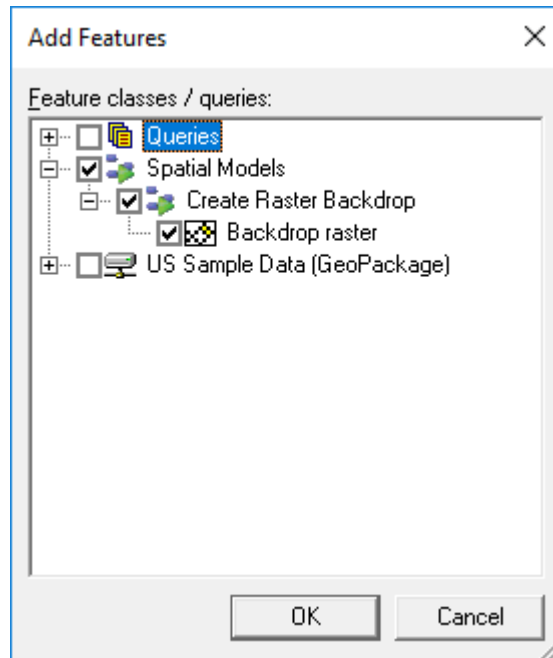 Add Features
Feature classes / queries:
Queries
Spatial Models
Create Raster Backdrop
Backdrop raster
US Sample Data (GeoPackage)
OK Cancel